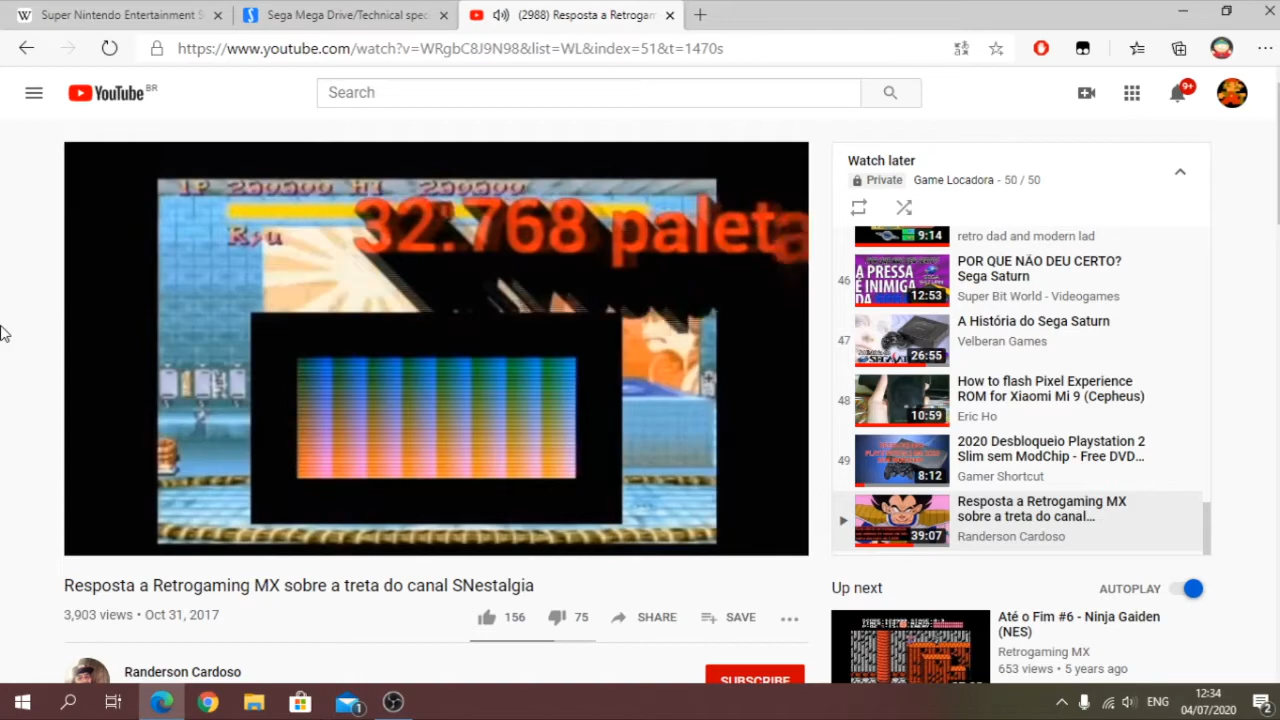 Super Nintendo Entertainment S
Sega Mega Drive/Technical spec
(2988) Resposta a Retrogam
https://www.youtube.com/watch?v=WRgbC8J9N98&list=WL&index=51&t=1470s
YouTube BR
Search
9+
1P 230300 HI 230300
Ryu
32.768 paleta
Watch later
Private Game Locadora - 50 / 50
9:14
retro dad and modern lad
46
A PRESSA
É INIMIGA
DA
12:53
POR QUE NÃO DEU CERTO?
Sega Saturn
Super Bit World - Videogames
47
26:55
A História do Sega Saturn
Velberan Games
48
10:59
How to flash Pixel Experience
ROM for Xiaomi Mi 9 (Cepheus)
Eric Ho
49
8:12
2020 Desbloqueio Playstation 2
Slim sem ModChip - Free DVD...
Gamer Shortcut
39:07
Resposta a Retrogaming MX
sobre a treta do canal...
Randerson Cardoso
Resposta a Retrogaming MX sobre a treta do canal SNestalgia
3,903 views • Oct 31, 2017
156
75
SHARE
SAVE
Randerson Cardoso
SUBSCRIBE
Up next
AUTOPLAY
Até o Fim #6 - Ninja Gaiden
(NES)
Retrogaming MX
653 views • 5 years ago
1
ENG
12:34
04/07/2020
2